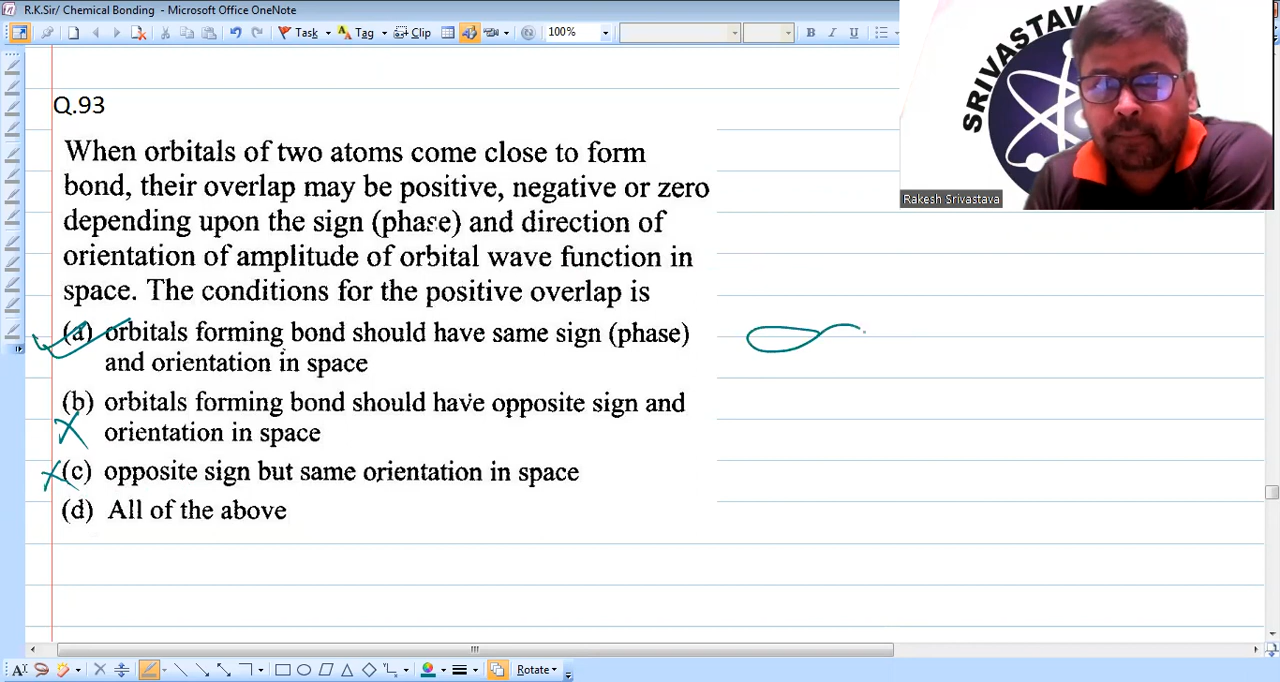 R.K.Sir/ Chemical Bonding - Microsoft Office OneNote
Task Tag Clip 100% B I U
SRIVASTAVA
Rakesh Srivastava
Q.93
When orbitals of two atoms come close to form
bond, their overlap may be positive, negative or zero
depending upon the sign (phase) and direction of
orientation of amplitude of orbital wave function in
space. The conditions for the positive overlap is
(a) orbitals forming bond should have same sign (phase)
and orientation in space
(b) orbitals forming bond should have opposite sign and
orientation in space
(c) opposite sign but same orientation in space
(d) All of the above
Rotate